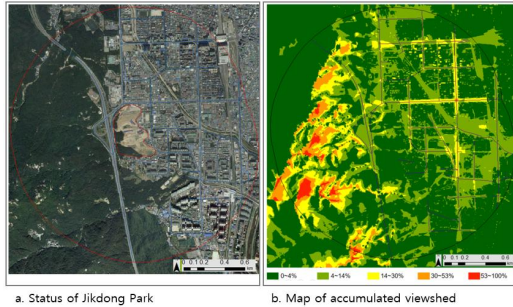 0 0.1 0.2 0.4 0.6
0 0.1 0.2 0.4 0.6
0~4% 4~14% 14~30% 30~53% 53~100%
a. Status of Jikdong Park
b. Map of accumulated viewshed